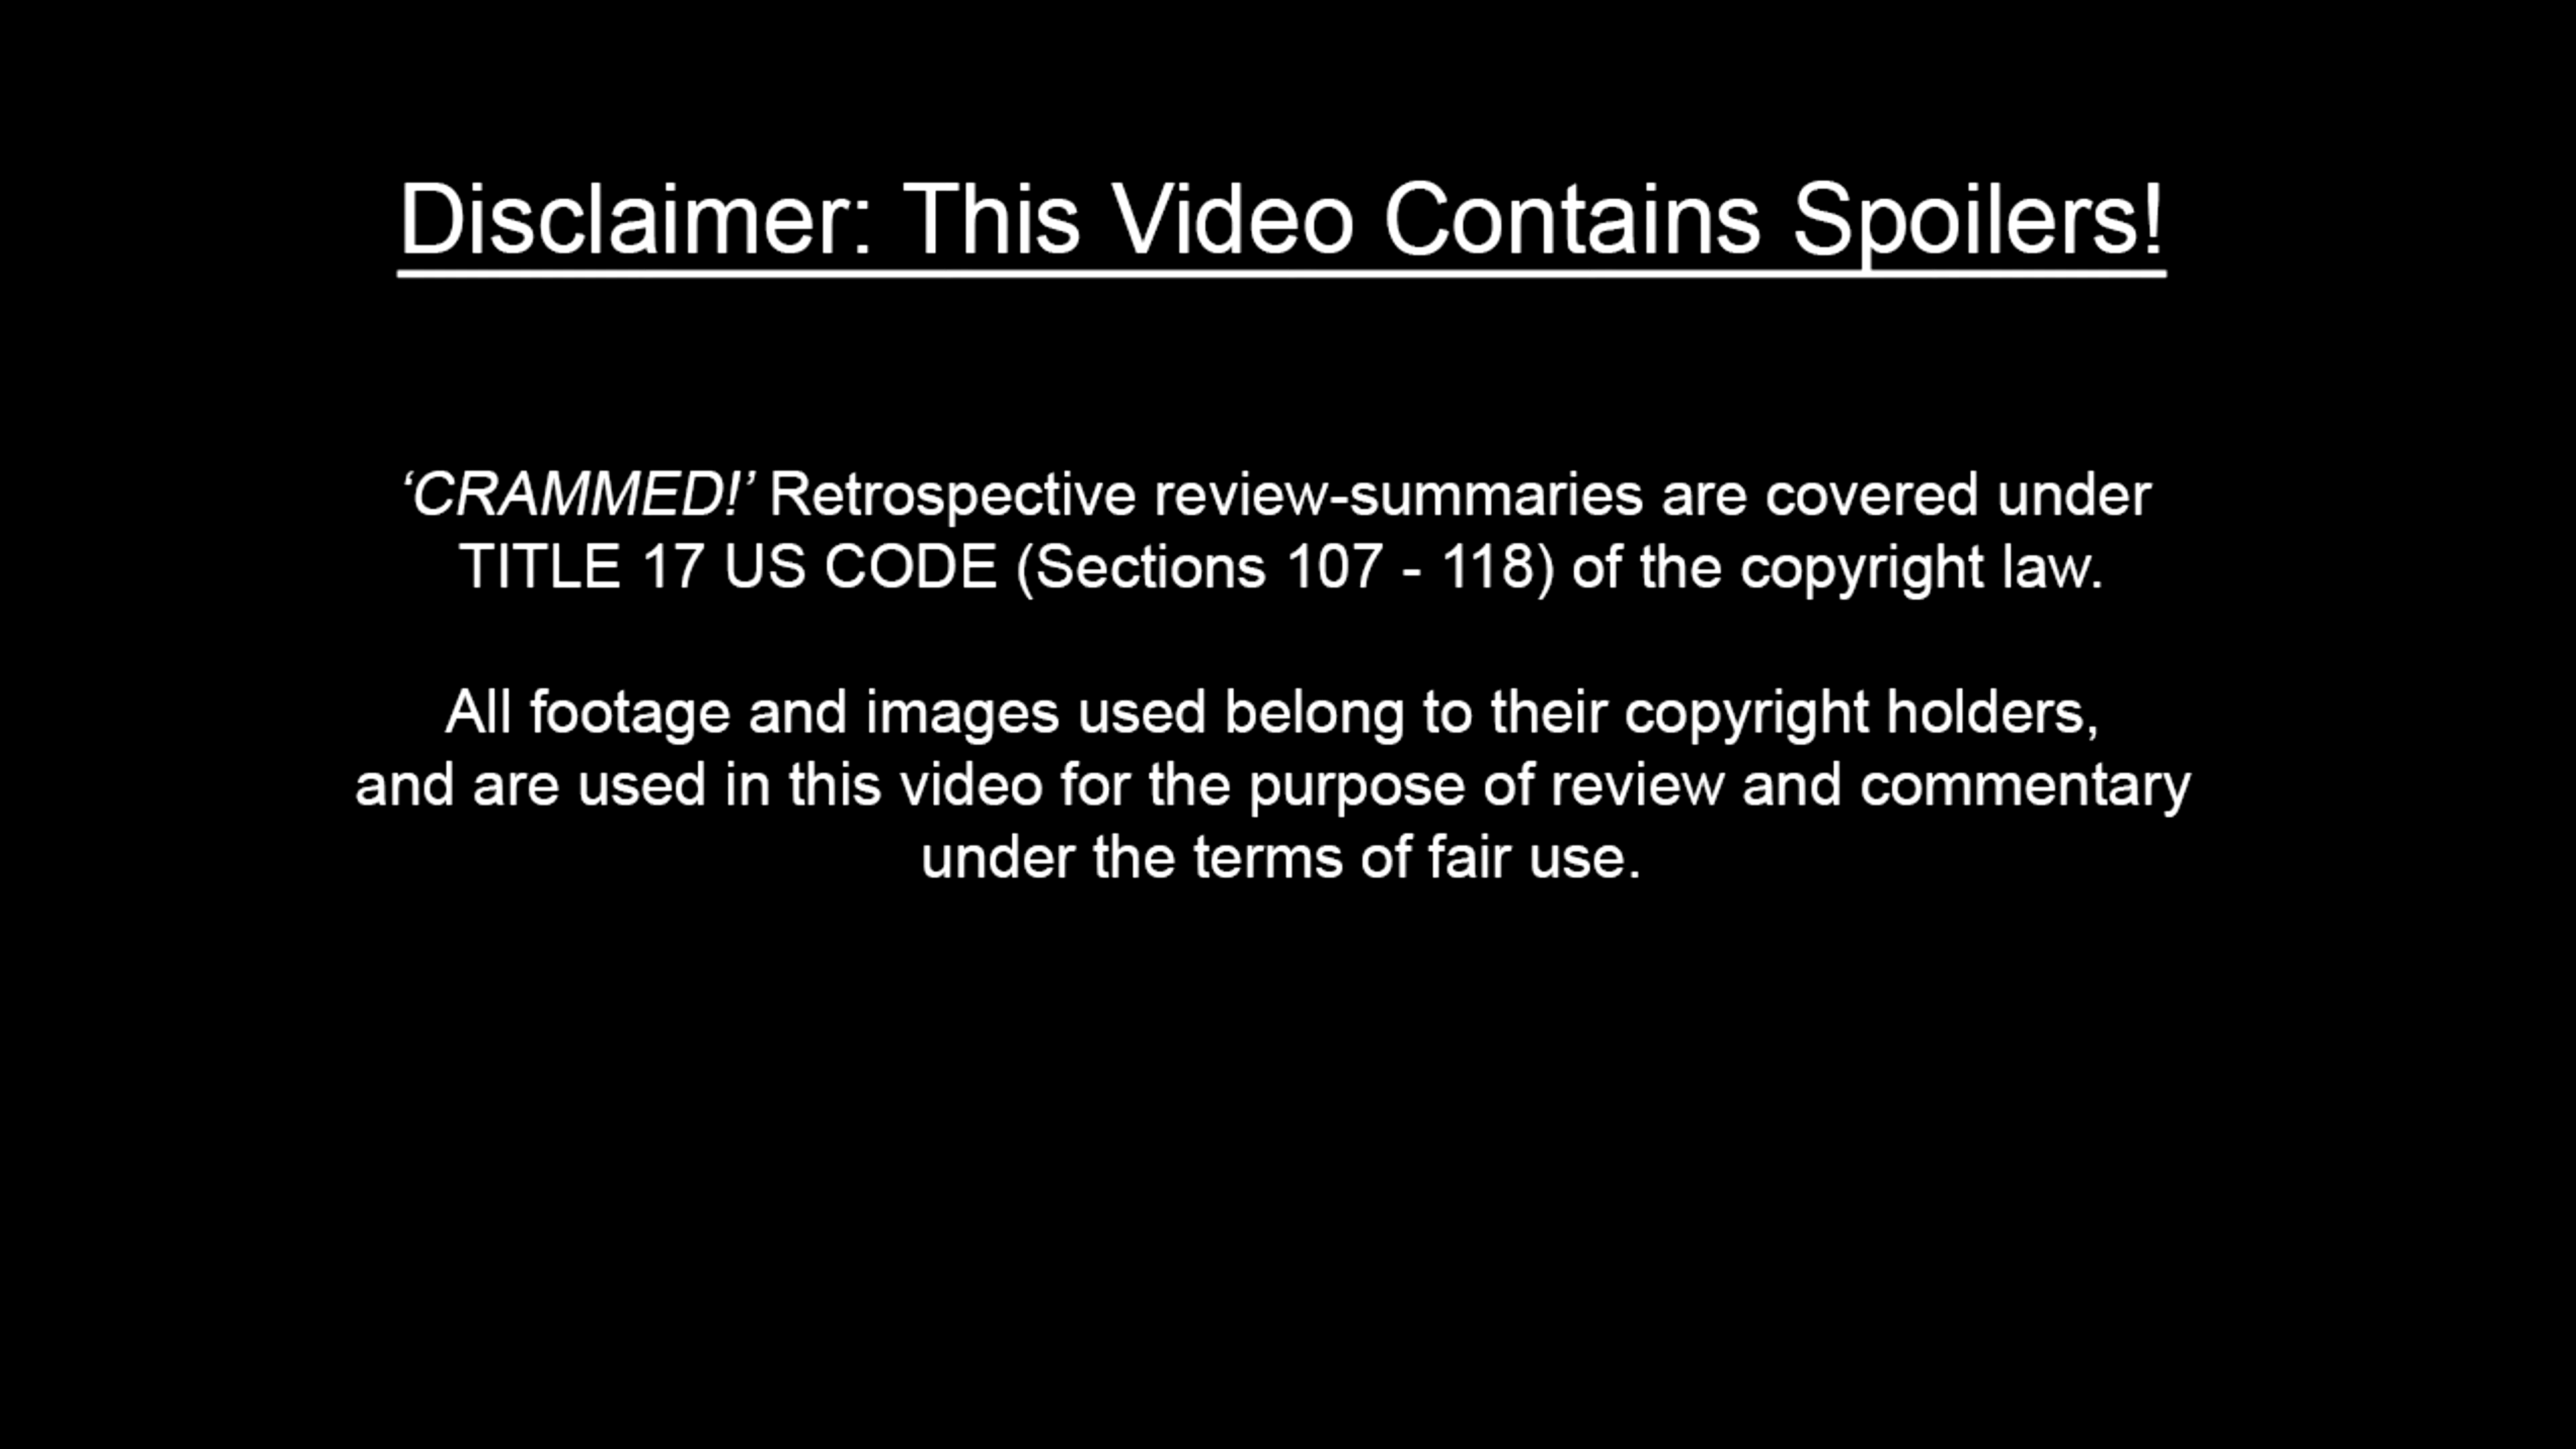 Disclaimer: This Video Contains Spoilers!
‘CRAMMED!’ Retrospective review-summaries are covered under
TITLE 17 US CODE (Sections 107 - 118) of the copyright law.
All footage and images used belong to their copyright holders,
and are used in this video for the purpose of review and commentary
under the terms of fair use.